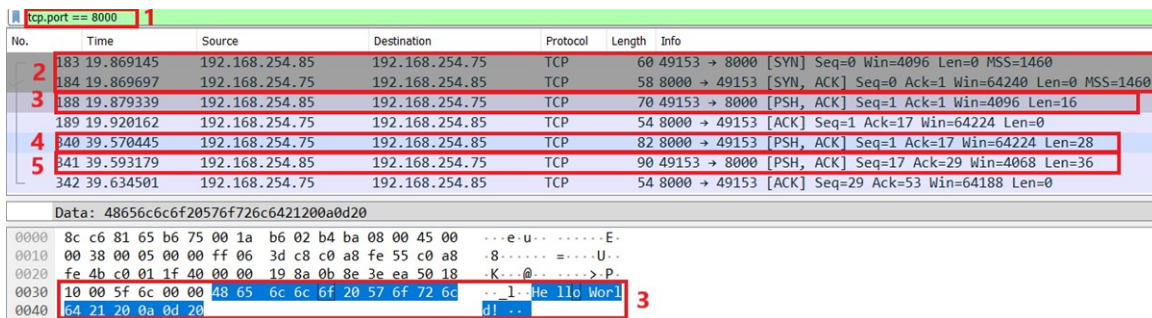 tcp.port == 8000 1
No. Time Source Destination Protocol Length Info
183 19.869145 192.168.254.85 192.168.254.75 TCP 60 49153 → 8000 [SYN] Seq=0 Win=4096 Len=0 MSS=1460
2
184 19.869697 192.168.254.75 192.168.254.85 TCP 58 8000 → 49153 [SYN, ACK] Seq=0 Ack=1 Win=64240 Len=0 MSS=1460
3 188 19.879339 192.168.254.85 192.168.254.75 TCP 70 49153 → 8000 [PSH, ACK] Seq=1 Ack=1 Win=4096 Len=16
189 19.920162 192.168.254.75 192.168.254.85 TCP 54 8000 → 49153 [ACK] Seq=1 Ack=17 Win=64224 Len=0
4 340 39.570445 192.168.254.75 192.168.254.85 TCP 82 8000 → 49153 [PSH, ACK] Seq=1 Ack=17 Win=64224 Len=28
5 341 39.593179 192.168.254.85 192.168.254.75 TCP 90 49153 → 8000 [PSH, ACK] Seq=17 Ack=29 Win=4068 Len=36
342 39.634501 192.168.254.75 192.168.254.85 TCP 54 8000 → 49153 [ACK] Seq=29 Ack=53 Win=64188 Len=0
Data: 48656c6c6f20576f726c6421200a0d20
0000 8c c6 81 65 b6 75 00 1a b6 02 b4 ba 08 00 45 00 ···e·u·· ······E·
0010 00 38 00 05 00 00 ff 06 3d c8 c0 a8 fe 55 c0 a8 ·8······ =····U··
0020 fe 4b c0 01 1f 40 00 00 19 8a 0b 8e 3e ea 50 18 ·K···@·· ····>·P·
0030 10 00 5f 6c 00 00 48 65 6c 6c 6f 20 57 6f 72 6c ··_l··He llo Worl 3
0040 64 21 20 0a 0d 20 d! ··